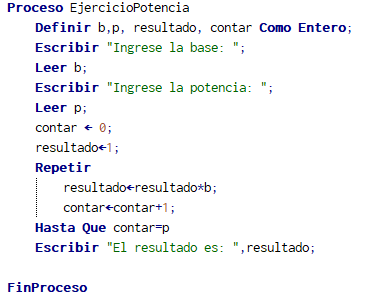 Proceso EjercicioPotencia
Definir b,p, resultado, contar Como Entero;
Escribir "Ingrese la base: ";
Leer b;
Escribir "Ingrese la potencia: ";
Leer p;
contar ← 0;
resultado←1;
Repetir
resultado←resultado*b;
contar←contar+1;
Hasta Que contar=p
Escribir "El resultado es: ",resultado;
FinProceso